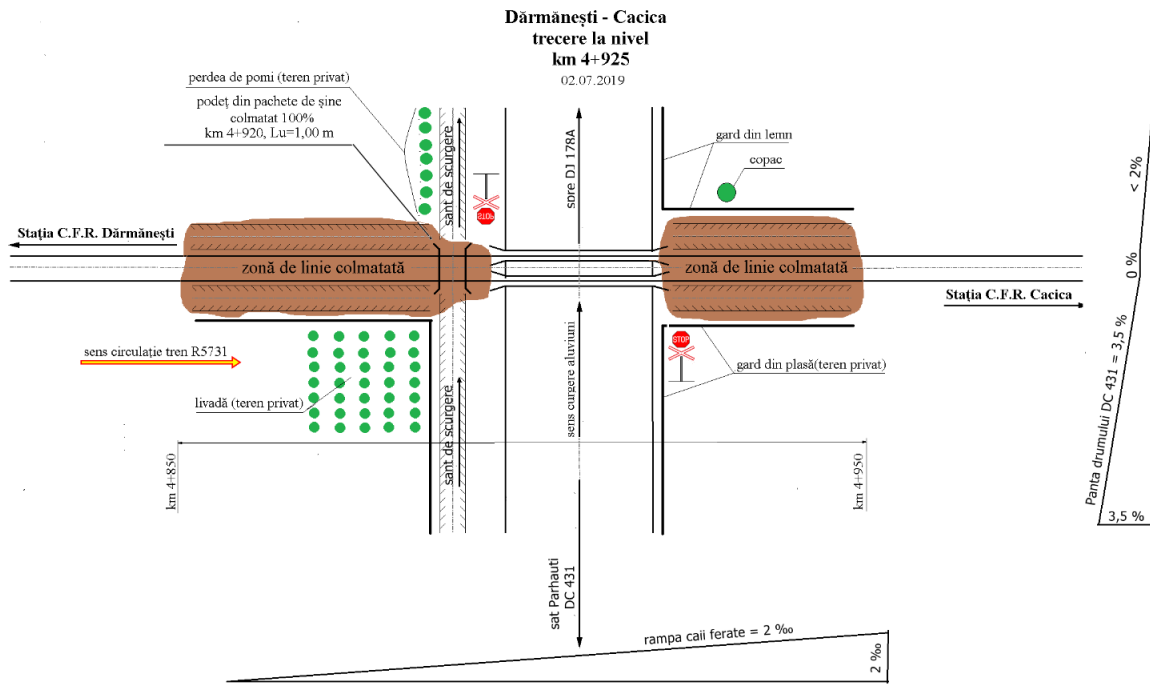 Dărmănești - Cacica
trecere la nivel
km 4+925
02.07.2019
perdea de pomi (teren privat)
podeț din pachete de șine
colmatat 100%
km 4+920, Lu=1,00 m
sant de scurgere
STOP
spre DJ 178A
gard din lemn
copac
< 2%
Stația C.F.R. Dărmănești
zonă de linie colmatată
zonă de linie colmatată
0 %
Stația C.F.R. Cacica
sens circulație tren R5731
livadă (teren privat)
sant de scurgere
sens curgere aluviuni
STOP
gard din plasă(teren privat)
Panta drumului DC 431 = 3,5 %
3,5 %
km 4+850
km 4+950
sat Parhauti
DC 431
rampa caii ferate = 2 ‰
2 ‰